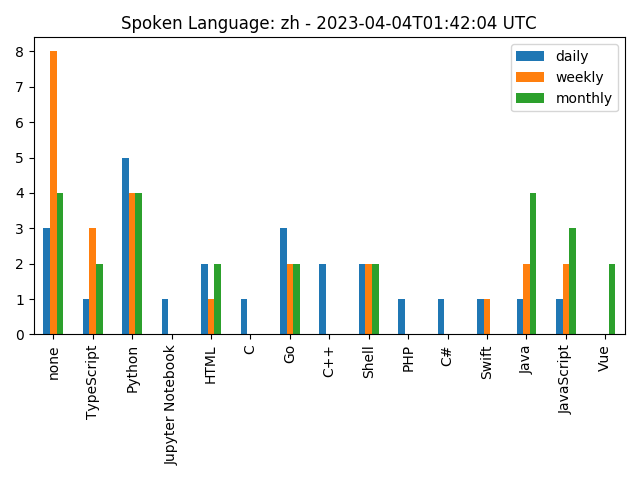 Spoken Language: zh - 2023-04-04T01:42:04 UTC
daily
weekly
monthly
8
7
6
5
4
3
2
1
0
none
TypeScript
Python
Jupyter Notebook
HTML
C
Go
C++
Shell
PHP
C#
Swift
Java
JavaScript
Vue